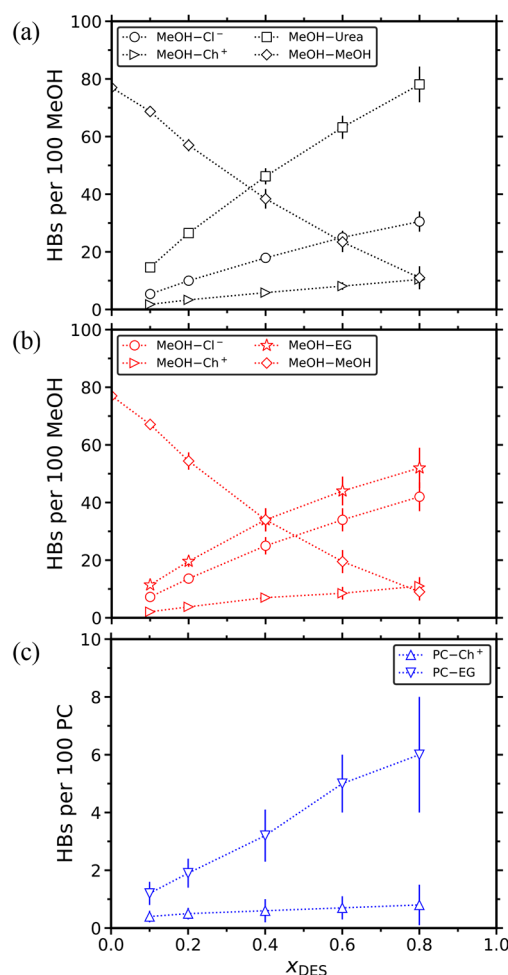 (a)
MeOH−Cl⁻
MeOH−Ch⁺
MeOH−Urea
MeOH−MeOH
HBs per 100 MeOH
100
80
60
40
20
0
(b)
MeOH−Cl⁻
MeOH−Ch⁺
MeOH−EG
MeOH−MeOH
HBs per 100 MeOH
100
80
60
40
20
0
(c)
PC−Ch⁺
PC−EG
HBs per 100 PC
10
8
6
4
2
0
0.0 0.2 0.4 0.6 0.8 1.0
x_DES